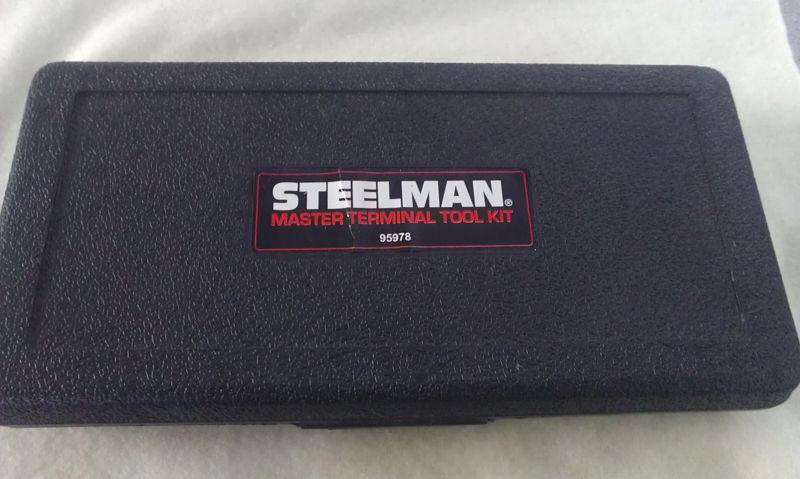 STEELMAN®
MASTER TERMINAL TOOL KIT
95978